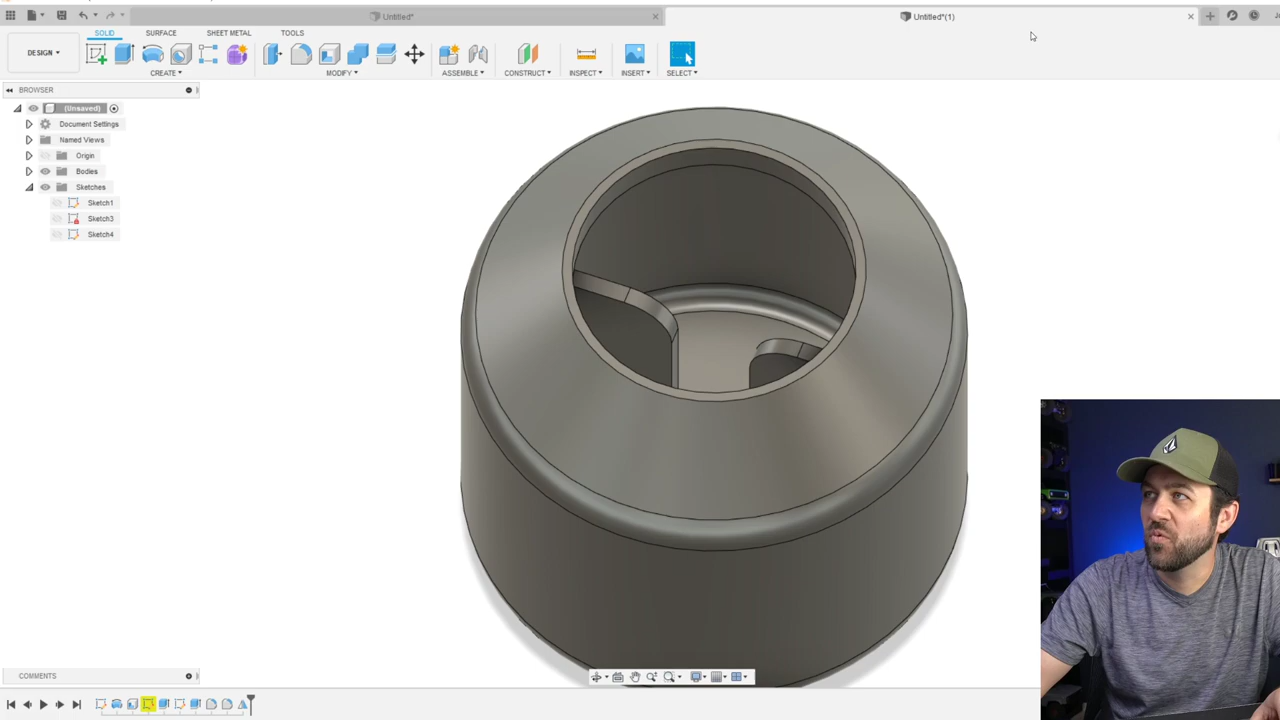 Untitled*
Untitled*(1)
SOLID
SURFACE
SHEET METAL
TOOLS
DESIGN
CREATE
MODIFY
ASSEMBLE
CONSTRUCT
INSPECT
INSERT
SELECT
BROWSER
(Unsaved)
Document Settings
Named Views
Origin
Bodies
Sketches
Sketch1
Sketch3
Sketch4
COMMENTS